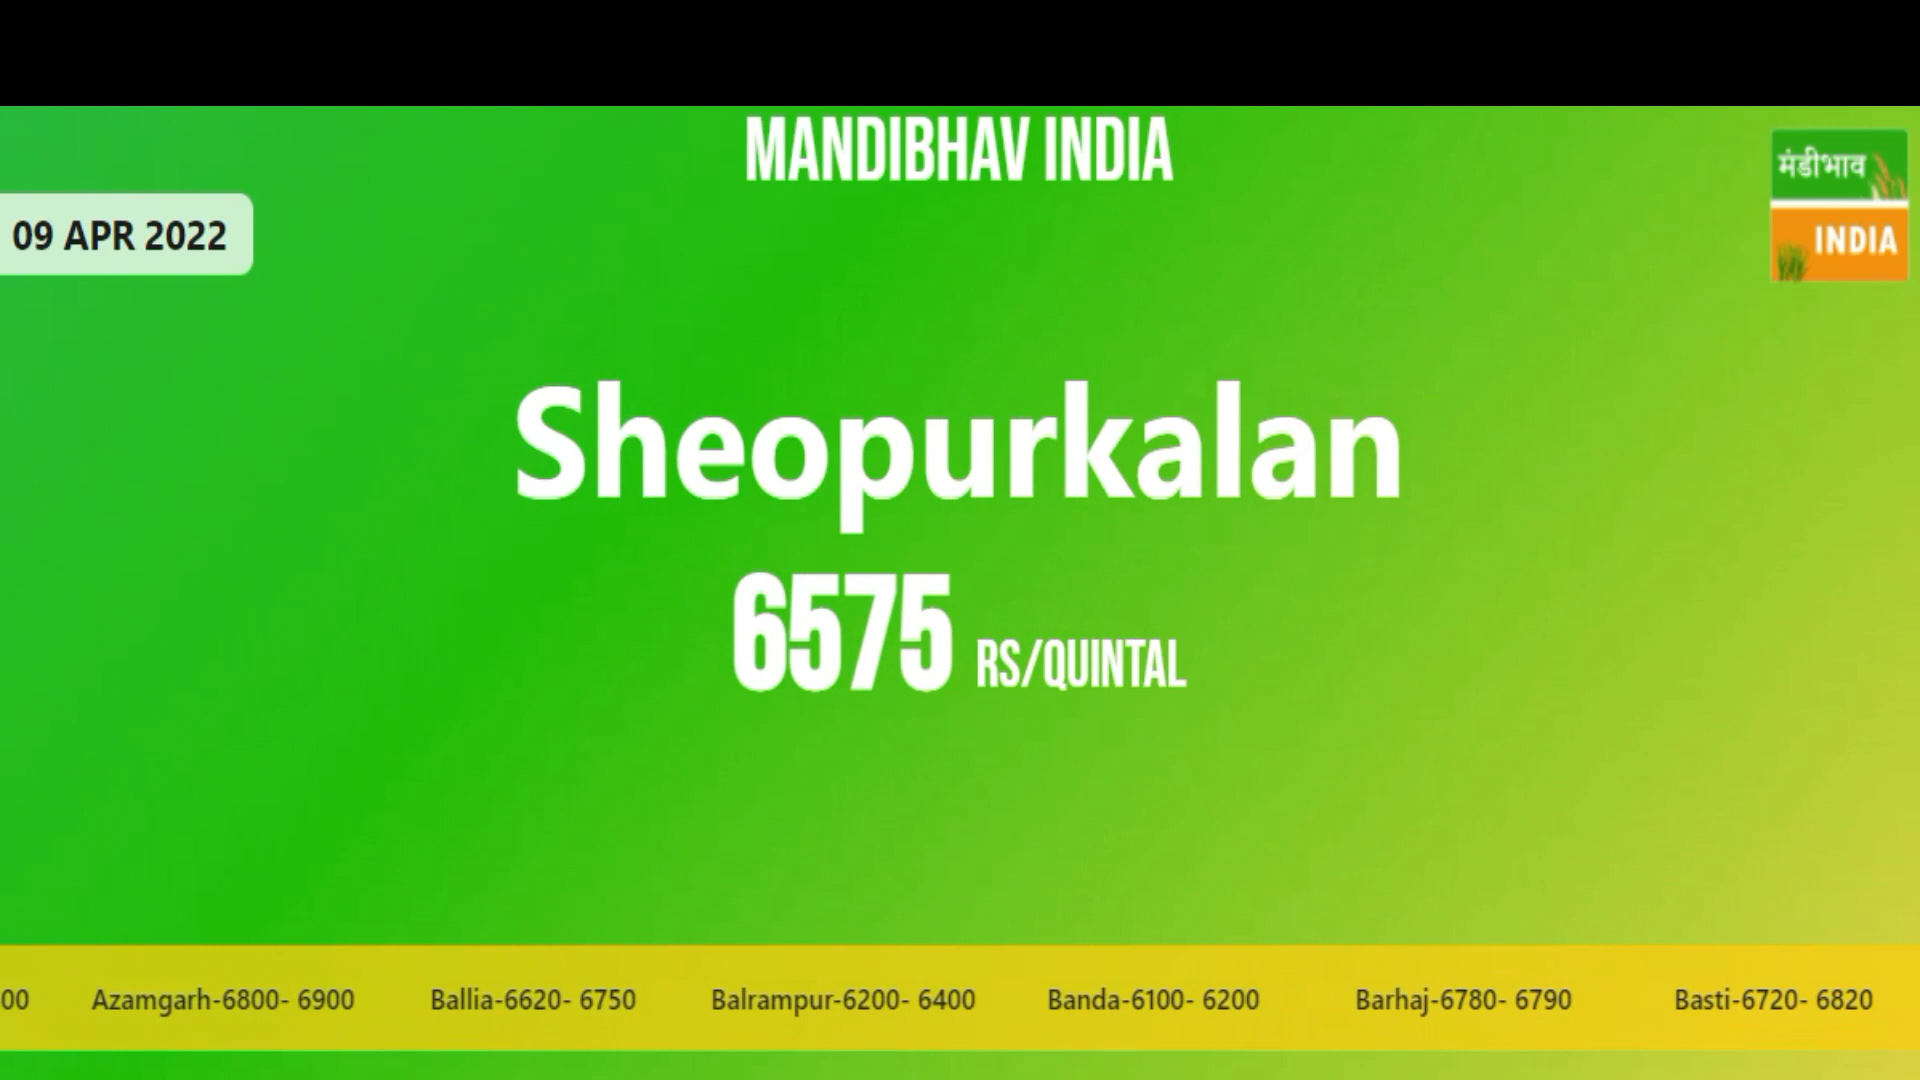 MANDIBHAV INDIA
मंडीभाव
INDIA
09 APR 2022
Sheopurkalan
6575 RS/QUINTAL
00 Azamgarh-6800- 6900 Ballia-6620- 6750 Balrampur-6200- 6400 Banda-6100- 6200 Barhaj-6780- 6790 Basti-6720- 6820